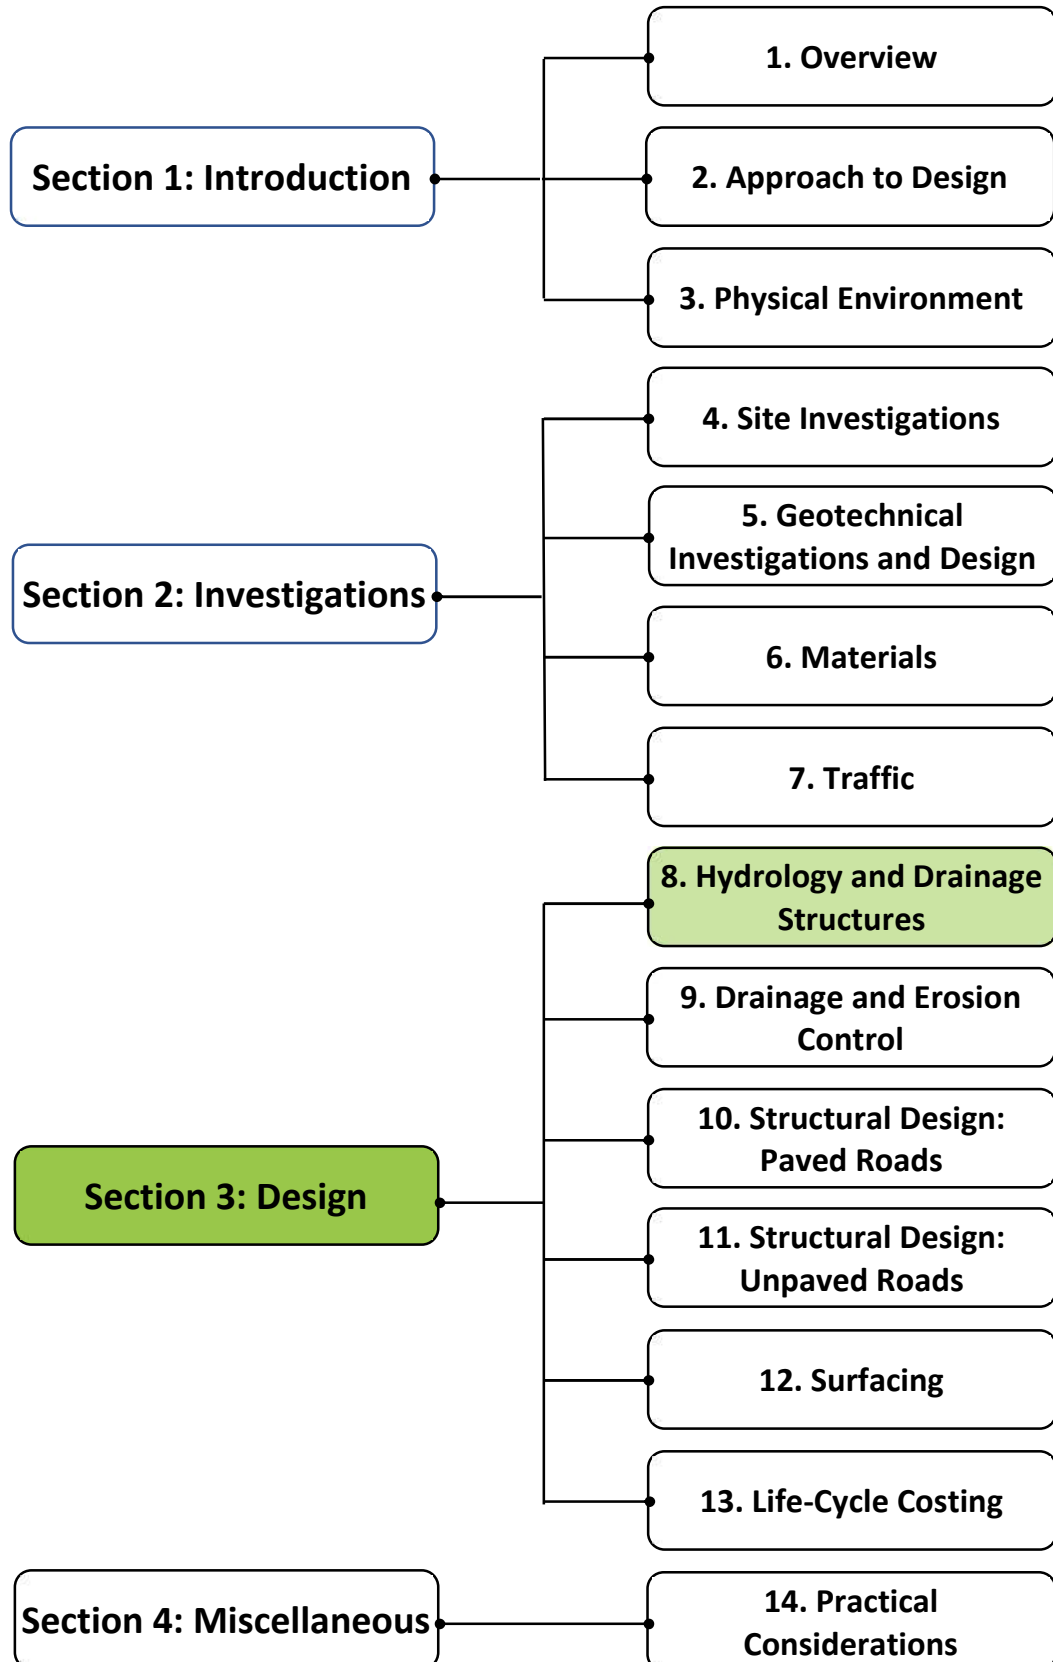 Section 1: Introduction
1. Overview
2. Approach to Design
3. Physical Environment
Section 2: Investigations
4. Site Investigations
5. Geotechnical
Investigations and Design
6. Materials
7. Traffic
Section 3: Design
8. Hydrology and Drainage
Structures
9. Drainage and Erosion
Control
10. Structural Design:
Paved Roads
11. Structural Design:
Unpaved Roads
12. Surfacing
13. Life-Cycle Costing
Section 4: Miscellaneous
14. Practical
Considerations